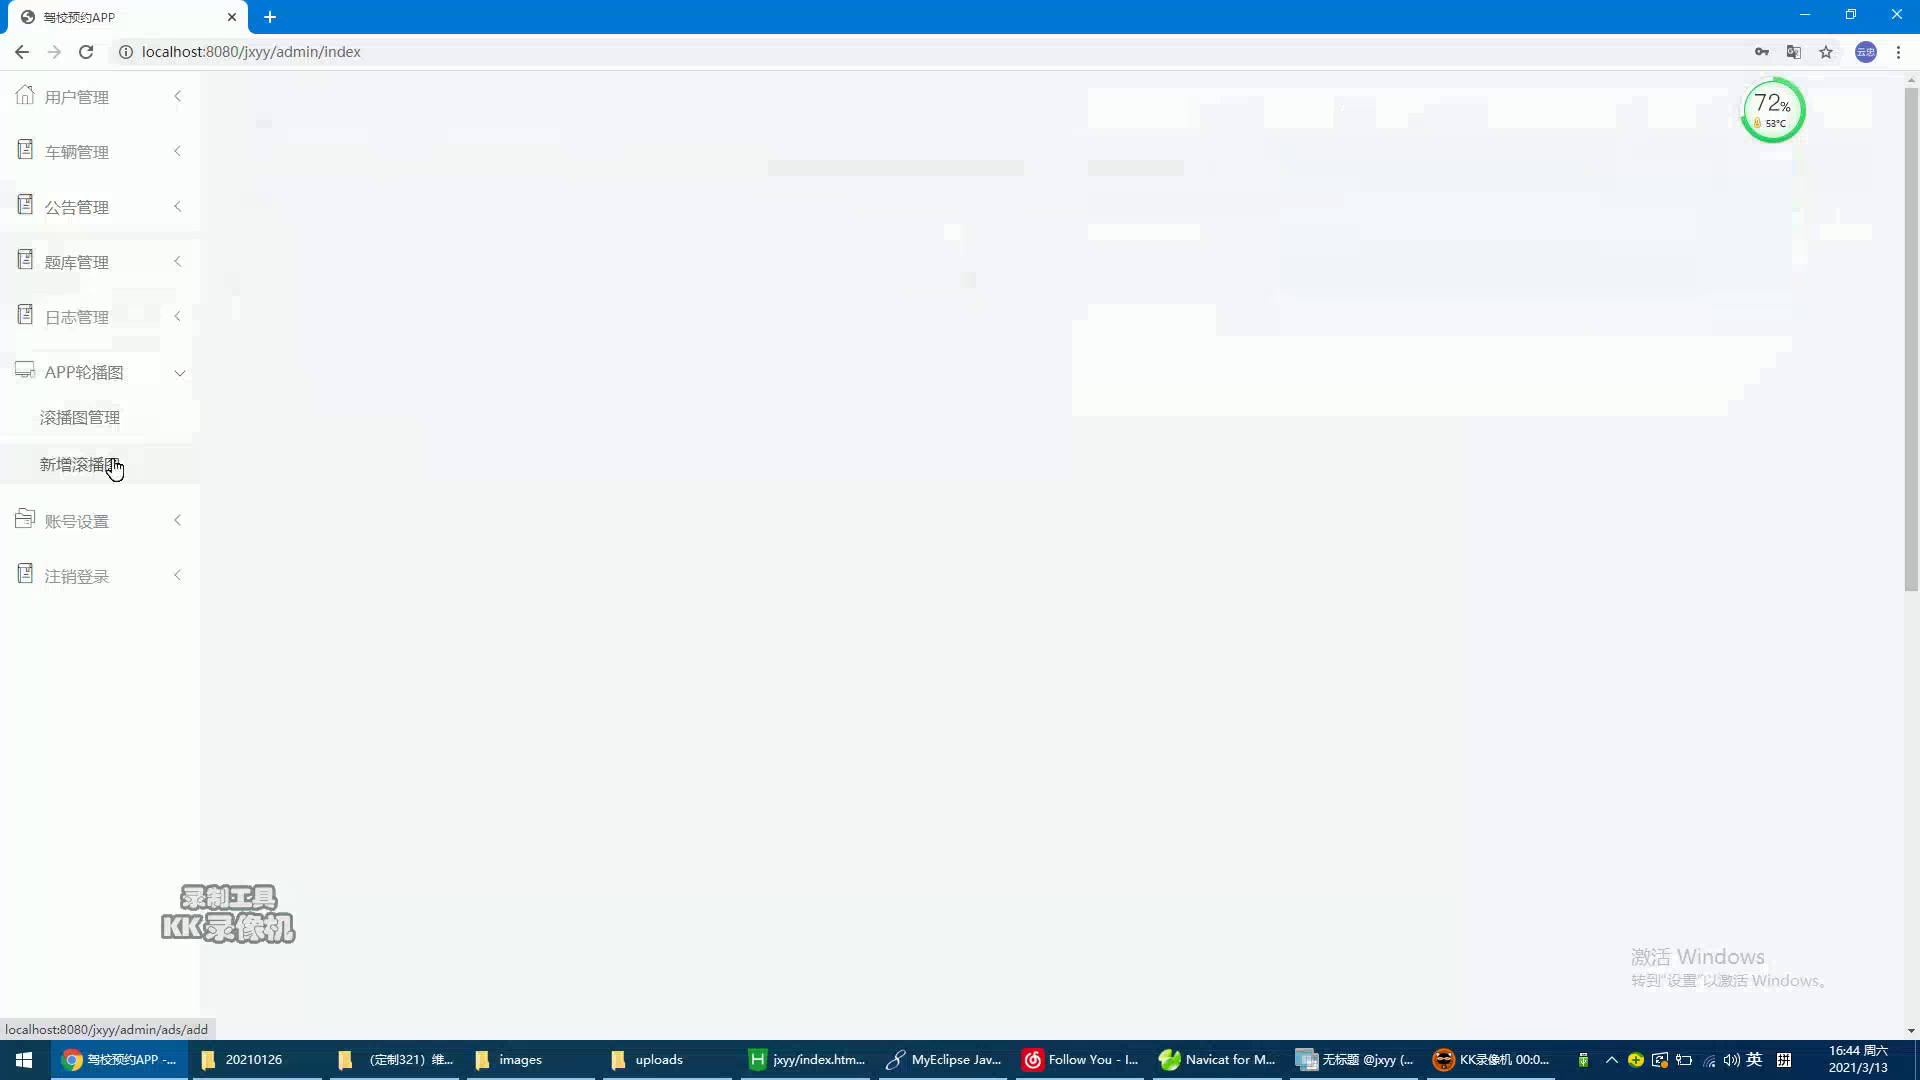 驾校预约APP
localhost:8080/jxyy/admin/index
云忠
72%
53°C
用户管理
车辆管理
公告管理
题库管理
日志管理
APP轮播图
滚播图管理
新增滚播图
账号设置
注销登录
录制工具
KK录像机
激活 Windows
转到"设置"以激活 Windows。
localhost:8080/jxyy/admin/ads/add
驾校预约APP -...
20210126
（定制321）维...
images
uploads
jxyy/index.htm...
MyEclipse Jav...
Follow You - I...
Navicat for M...
无标题 @jxyy (...
KK录像机 00:0...
英
拼
16:44 周六
2021/3/13